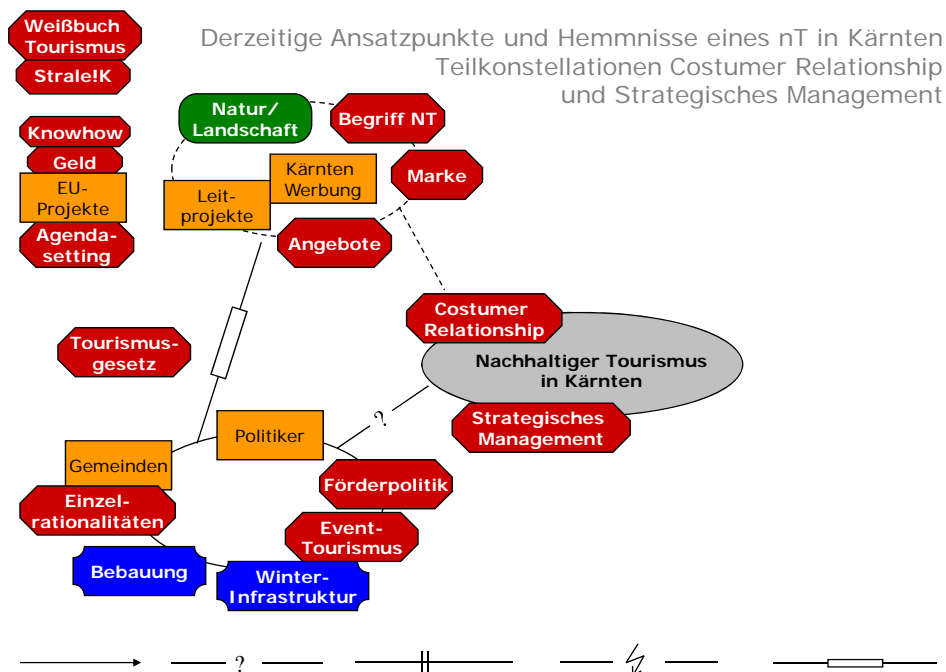 Derzeitige Ansatzpunkte und Hemmnisse eines nT in Kärnten
Teilkonstellationen Costumer Relationship
und Strategisches Management
Weißbuch
Tourismus
Strale!K
Knowhow
Geld
EU-
Projekte
Agenda-
setting
Natur/
Landschaft
Begriff NT
Kärnten
Werbung
Marke
Leit-
projekte
Angebote
Tourismus-
gesetz
Costumer
Relationship
Nachhaltiger Tourismus
in Kärnten
Strategisches
Management
?
Politiker
Gemeinden
Förderpolitik
Einzel-
rationalitäten
Event-
Tourismus
Bebauung
Winter-
Infrastruktur
?